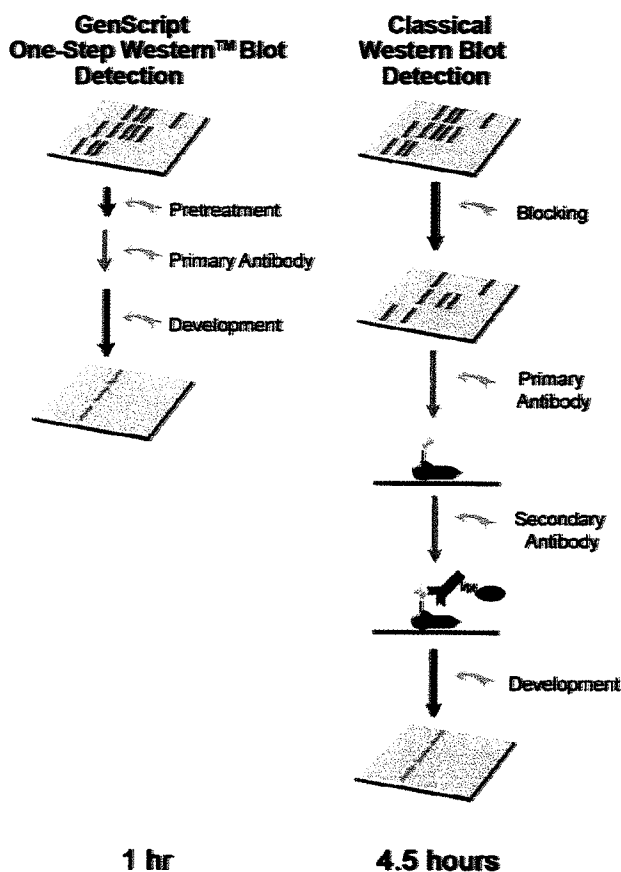 GenScript
One-Step Western™ Blot
Detection
Pretreatment
Primary Antibody
Development
1 hr
Classical
Western Blot
Detection
Blocking
Primary
Antibody
Secondary
Antibody
Development
4.5 hours